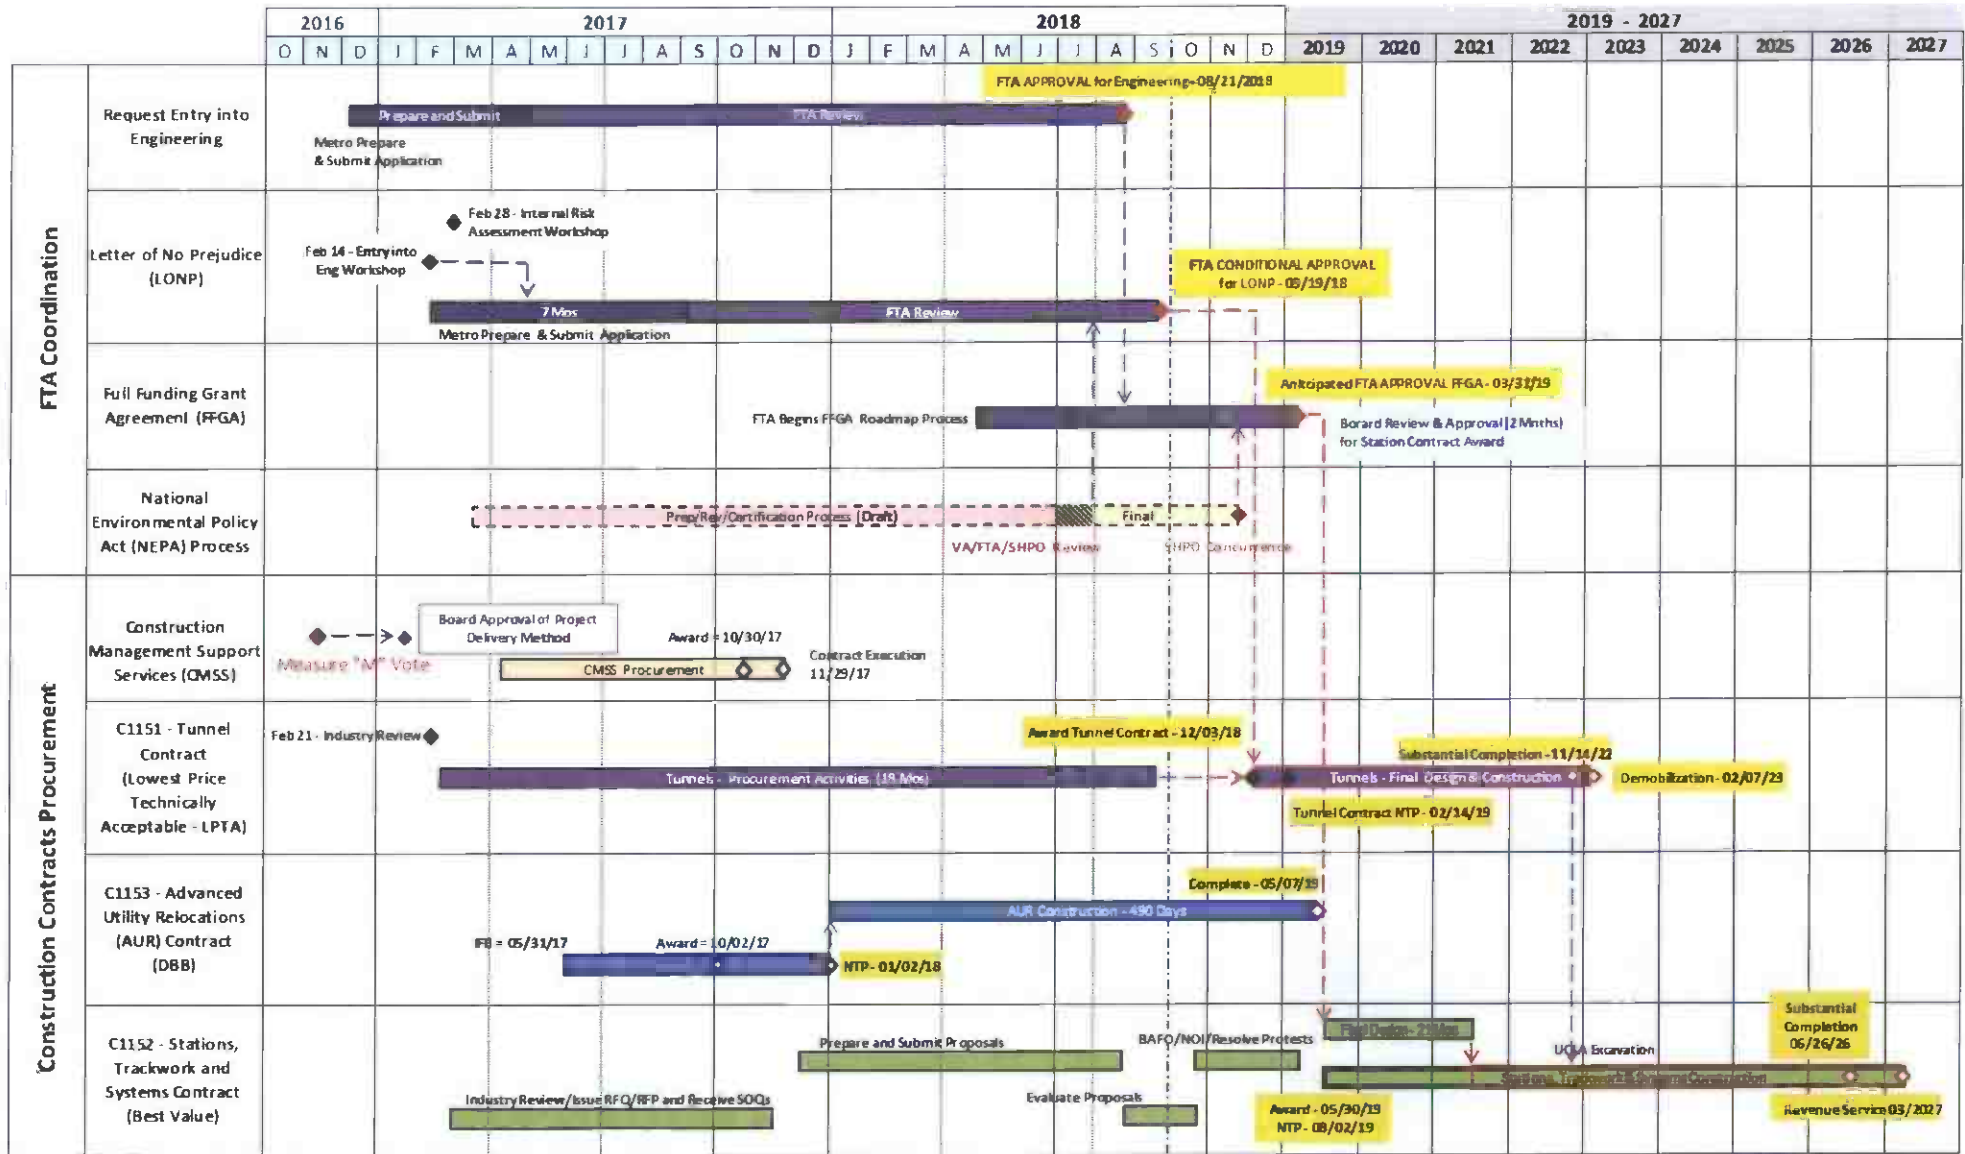 2016 2017 2018 2019 - 2027
O N D J F M A M J J A S O N D J F M A M J J A S O N D 2019 2020 2021 2022 2023 2024 2025 2026 2027
FTA Coordination
Request Entry into
Engineering
FTA APPROVAL for Engineering- 08/21/2018
Prepare and Submit FTA Review
Metro Prepare
& Submit Application
Letter of No Prejudice
(LONP)
Feb 28 - Internal Risk
Assessment Workshop
Feb 14 - Entry into
Eng Workshop
FTA CONDITIONAL APPROVAL
for LONP - 09/19/18
7 Mos FTA Review
Metro Prepare & Submit Application
Full Funding Grant
Agreement (FFGA)
Anticipated FTA APPROVAL FFGA - 03/31/19
FTA Begins FFGA Roadmap Process
Borard Review & Approval (2 Mnths)
for Station Contract Award
National
Environmental Policy
Act (NEPA) Process
Prep/Rev/Certification Process (Draft) Final
VA/FTA/SHPO Review SHPO Concurrence
Construction Contracts Procurement
Construction
Management Support
Services (CMSS)
Board Approval of Project
Delivery Method
Measure "M" Vote
Award = 10/30/17
CMSS Procurement
Contract Execution
11/29/17
C1151 - Tunnel
Contract
(Lowest Price
Technically
Acceptable - LPTA)
Feb 21 - Industry Review
Award Tunnel Contract - 12/03/18
Substantial Completion - 11/14/22
Tunnels - Procurement Activities (19 Mos)
Tunnels - Final Design & Construction
Demobilization - 02/07/23
Tunnel Contract NTP - 02/14/19
C1153 - Advanced
Utility Relocations
(AUR) Contract
(DBB)
Complete - 05/07/19
AUR Construction - 490 Days
IFB = 05/31/17 Award = 10/02/17
NTP - 01/02/18
C1152 - Stations,
Trackwork and
Systems Contract
(Best Value)
Final Design - 21 Mos
Substantial
Completion
06/26/26
Prepare and Submit Proposals
BAFO/NOI/Resolve Protests
UCLA Excavation
Stations, Trackwork & Systems Construction
Industry Review/Issue RFQ/RFP and Receive SOQs
Evaluate Proposals
Award - 05/30/19
NTP - 08/02/19
Revenue Service 03/2027